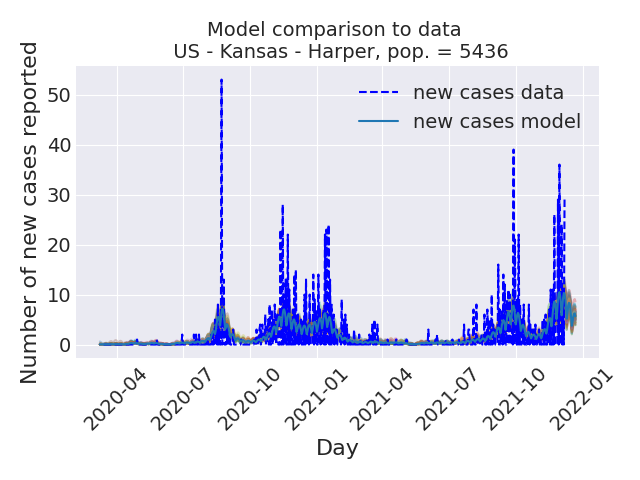 Model comparison to data
US - Kansas - Harper, pop. = 5436
Number of new cases reported
50
40
30
20
10
0
new cases data
new cases model
2020-04
2020-07
2020-10
2021-01
2021-04
2021-07
2021-10
2022-01
Day